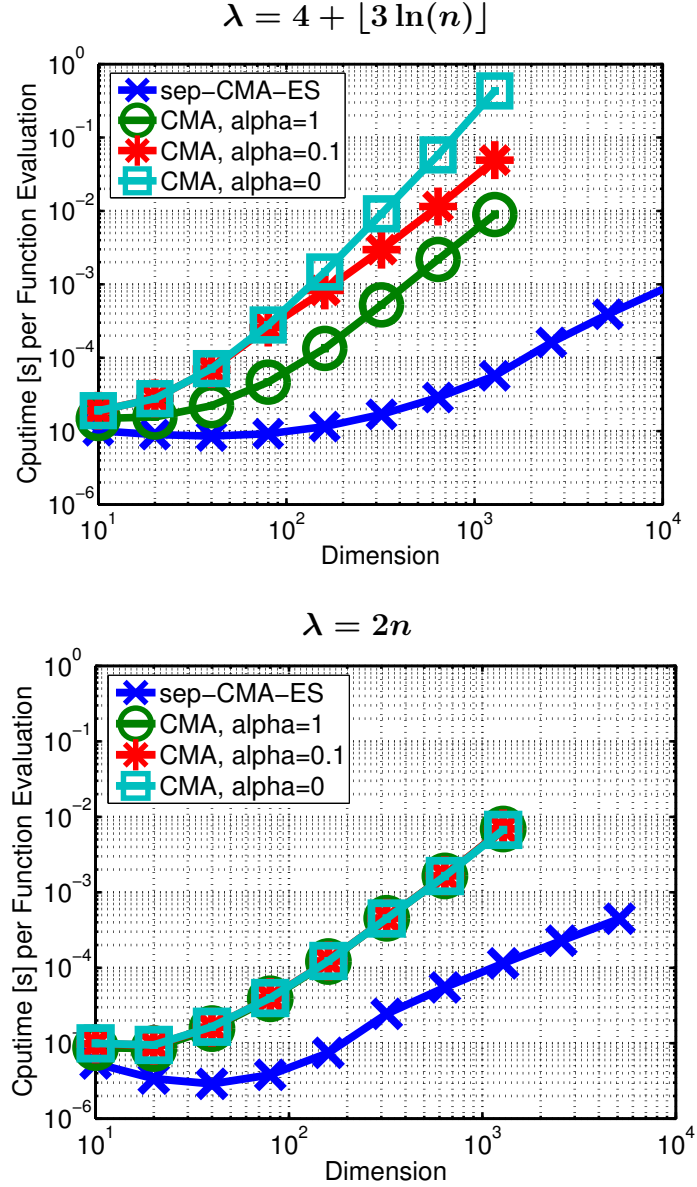 λ = 4 + ⌊3 ln(n)⌋
10^0
10^-1
10^-2
10^-3
10^-4
10^-5
10^-6
Cputime [s] per Function Evaluation
sep-CMA-ES
CMA, alpha=1
CMA, alpha=0.1
CMA, alpha=0
10^1
10^2
10^3
10^4
Dimension
λ = 2n
10^0
10^-1
10^-2
10^-3
10^-4
10^-5
10^-6
Cputime [s] per Function Evaluation
sep-CMA-ES
CMA, alpha=1
CMA, alpha=0.1
CMA, alpha=0
10^1
10^2
10^3
10^4
Dimension